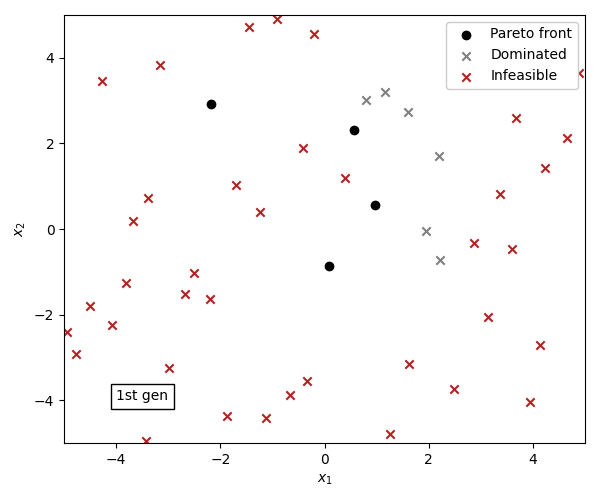 Pareto front
Dominated
Infeasible
4
2
0
−2
−4
x₂
1st gen
−4
−2
0
2
4
x₁